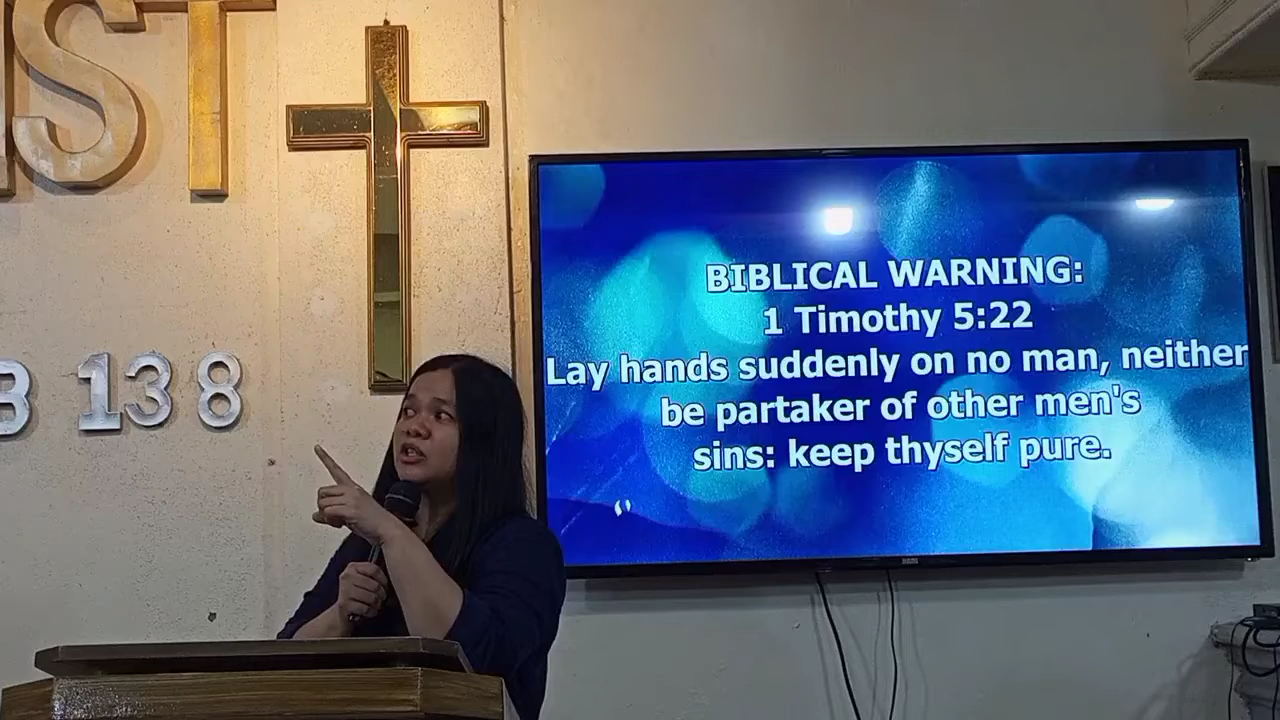 IST
B 138
BIBLICAL WARNING:
1 Timothy 5:22
Lay hands suddenly on no man, neither
be partaker of other men's
sins: keep thyself pure.